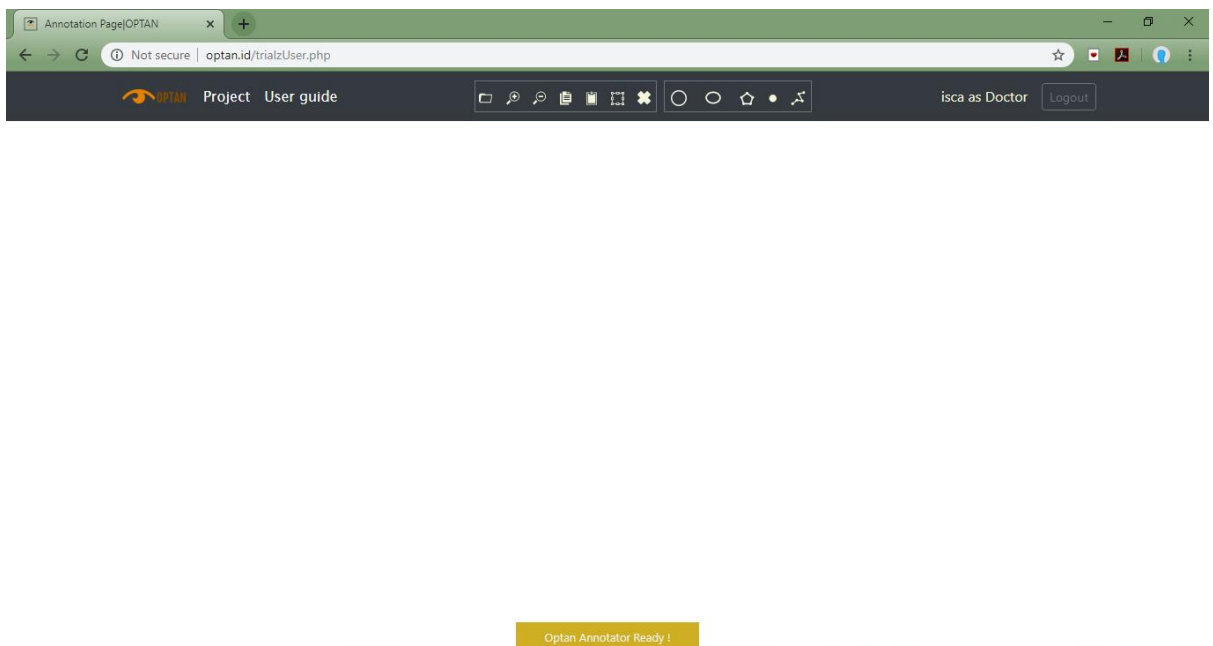 Annotation Page|OPTAN
Not secure | optan.id/trialzUser.php
OPTAN Project User guide isca as Doctor Logout
Optan Annotator Ready !